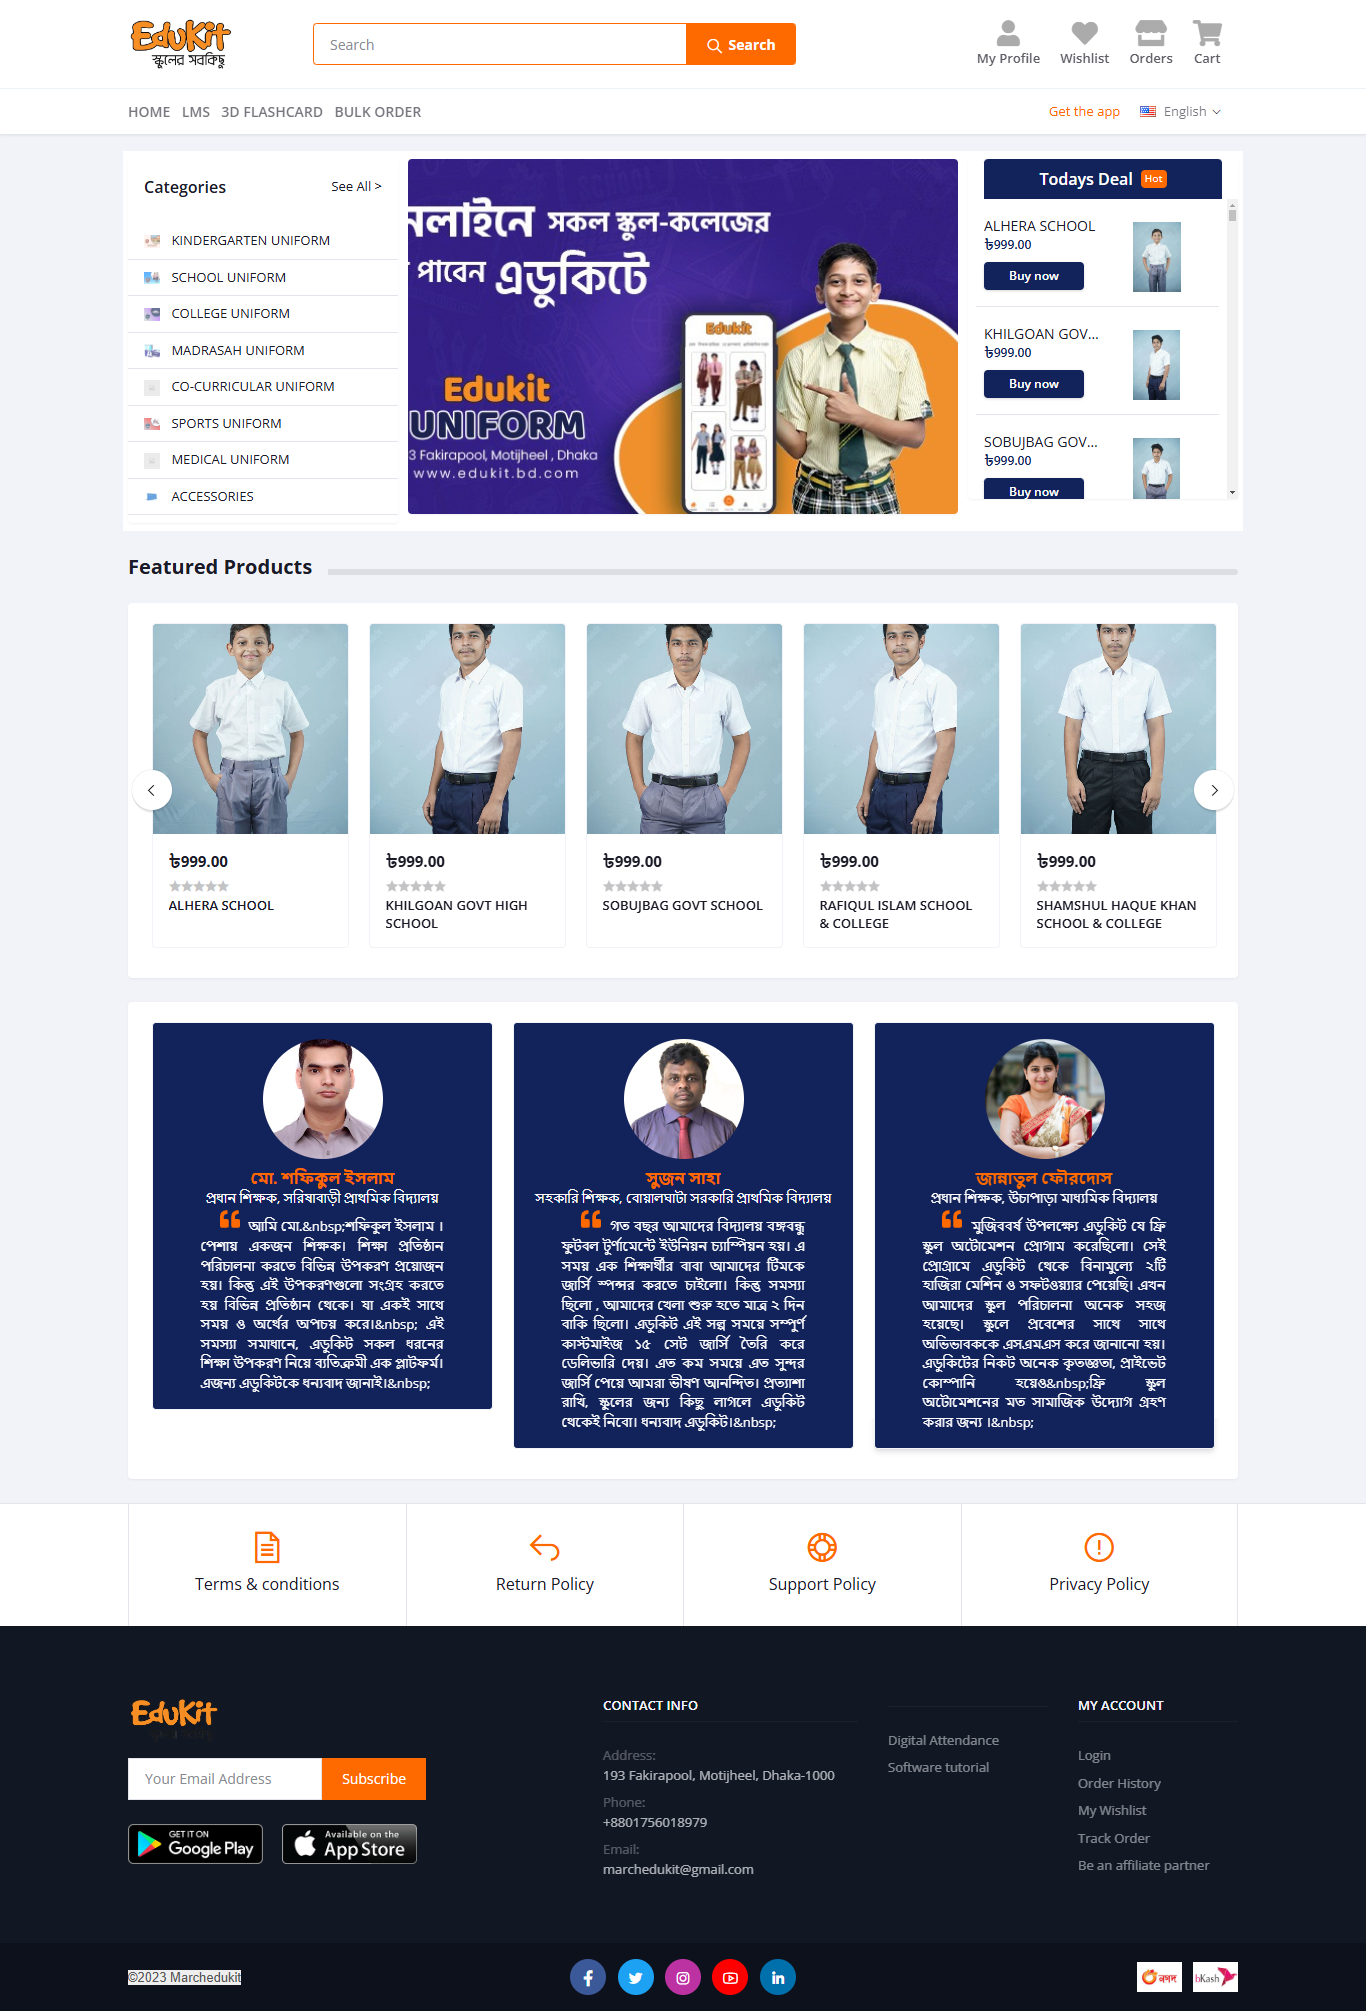 EduKit
স্কুলের সবকিছু
Search
Search
My Profile
Wishlist
Orders
Cart
HOME
LMS
3D FLASHCARD
BULK ORDER
Get the app
English
Categories
See All >
KINDERGARTEN UNIFORM
SCHOOL UNIFORM
COLLEGE UNIFORM
MADRASAH UNIFORM
CO-CURRICULAR UNIFORM
SPORTS UNIFORM
MEDICAL UNIFORM
ACCESSORIES
নলাইনে সকল স্কুল-কলেজের
পাবেন এডুকিটে
Edukit
Edukit
UNIFORM
3 Fakirapool, Motijheel , Dhaka
www.edukit.bd.com
Todays Deal Hot
ALHERA SCHOOL
৳999.00
Buy now
KHILGOAN GOV...
৳999.00
Buy now
SOBUJBAG GOV...
৳999.00
Buy now
Featured Products
৳999.00
ALHERA SCHOOL
৳999.00
KHILGOAN GOVT HIGH
SCHOOL
৳999.00
SOBUJBAG GOVT SCHOOL
৳999.00
RAFIQUL ISLAM SCHOOL
& COLLEGE
৳999.00
SHAMSHUL HAQUE KHAN
SCHOOL & COLLEGE
মো. শফিকুল ইসলাম
প্রধান শিক্ষক, সরিষাবাড়ী প্রাথমিক বিদ্যালয়
“ আমি মো.&nbsp;শফিকুল ইসলাম ।
পেশায় একজন শিক্ষক। শিক্ষা প্রতিষ্ঠান
পরিচালনা করতে বিভিন্ন উপকরণ প্রয়োজন
হয়। কিন্তু এই উপকরণগুলো সংগ্রহ করতে
হয় বিভিন্ন প্রতিষ্ঠান থেকে। যা একই সাথে
সময় ও অর্থের অপচয় করে।&nbsp; এই
সমস্যা সমাধানে, এডুকিট সকল ধরনের
শিক্ষা উপকরণ নিয়ে ব্যতিক্রমী এক প্লাটফর্ম।
এজন্য এডুকিটকে ধন্যবাদ জানাই।&nbsp;
সুজন সাহা
সহকারি শিক্ষক, বোয়ালঘাটা সরকারি প্রাথমিক বিদ্যালয়
“ গত বছর আমাদের বিদ্যালয় বঙ্গবন্ধু
ফুটবল টুর্ণামেন্টে ইউনিয়ন চ্যাম্পিয়ন হয়। এ
সময় এক শিক্ষার্থীর বাবা আমাদের টিমকে
জার্সি স্পন্সর করতে চাইলো। কিন্তু সমস্যা
ছিলো , আমাদের খেলা শুরু হতে মাত্র ২ দিন
বাকি ছিলো। এডুকিট এই সল্প সময়ে সম্পুর্ণ
কাস্টমাইজ ১৫ সেট জার্সি তৈরি করে
ডেলিভারি দেয়। এত কম সময়ে এত সুন্দর
জার্সি পেয়ে আমরা ভীষণ আনন্দিত। প্রত্যাশা
রাখি, স্কুলের জন্য কিছু লাগলে এডুকিট
থেকেই নিবো। ধন্যবাদ এডুকিট।&nbsp;
জান্নাতুল ফৌরদোস
প্রধান শিক্ষক, উচাপাড়া মাধ্যমিক বিদ্যালয়
“ মুজিববর্ষ উপলক্ষ্যে এডুকিট যে ফ্রি
স্কুল অটোমেশন প্রোগাম করেছিলো। সেই
প্রোগ্রামে এডুকিট থেকে বিনামুল্যে ২টি
হাজিরা মেশিন ও সফটওয়্যার পেয়েছি। এখন
আমাদের স্কুল পরিচালনা অনেক সহজ
হয়েছে। স্কুলে প্রবেশের সাথে সাথে
অভিভাবককে এসএমএস করে জানানো হয়।
এডুকিটের নিকট অনেক কৃতজ্ঞতা, প্রাইভেট
কোম্পানি হয়েও&nbsp;ফ্রি স্কুল
অটোমেশনের মত সামাজিক উদ্যোগ গ্রহণ
করার জন্য ।&nbsp;
Terms & conditions
Return Policy
Support Policy
Privacy Policy
EduKit
Your Email Address
Subscribe
GET IT ON
Google Play
Available on the
App Store
CONTACT INFO
Address:
193 Fakirapool, Motijheel, Dhaka-1000
Phone:
+8801756018979
Email:
marchedukit@gmail.com
Digital Attendance
Software tutorial
MY ACCOUNT
Login
Order History
My Wishlist
Track Order
Be an affiliate partner
©2023 Marchedukit
নগদ
bKash